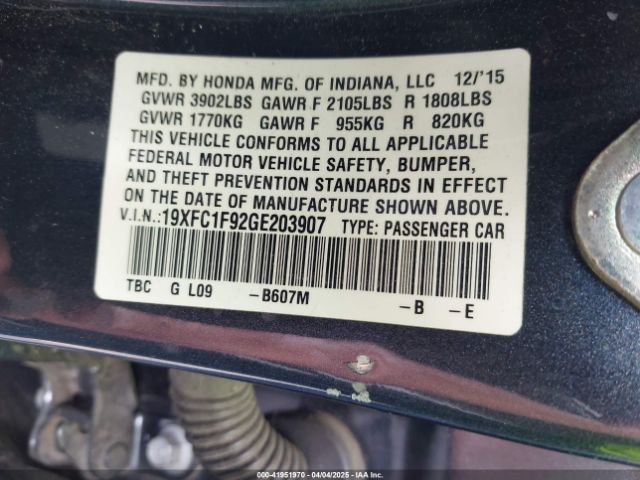 MFD. BY HONDA MFG. OF INDIANA, LLC 12/'15
GVWR 3902LBS GAWR F 2105LBS R 1808LBS
GVWR 1770KG GAWR F 955KG R 820KG
THIS VEHICLE CONFORMS TO ALL APPLICABLE
FEDERAL MOTOR VEHICLE SAFETY, BUMPER,
AND THEFT PREVENTION STANDARDS IN EFFECT
ON THE DATE OF MANUFACTURE SHOWN ABOVE.
V.I.N.:19XFC1F92GE203907 TYPE: PASSENGER CAR
TBC G L09 -B607M -B -E
000-41951970 04/04/2025 IAAI.com